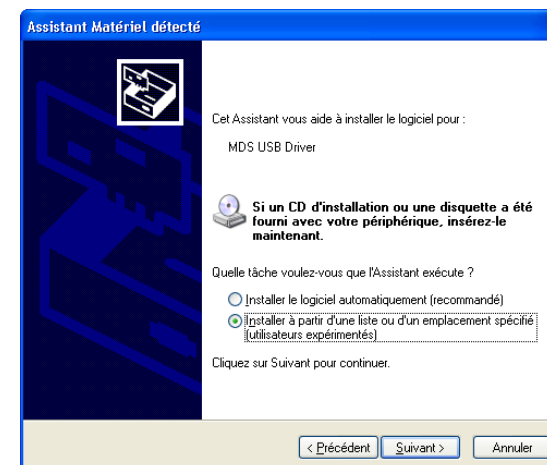 Assistant Matériel détecté
Cet Assistant vous aide à installer le logiciel pour :
MDS USB Driver
Si un CD d'installation ou une disquette a été
fourni avec votre périphérique, insérez-le
maintenant.
Quelle tâche voulez-vous que l'Assistant exécute ?
Installer le logiciel automatiquement (recommandé)
Installer à partir d'une liste ou d'un emplacement spécifié
(utilisateurs expérimentés)
Cliquez sur Suivant pour continuer.
< Précédent Suivant > Annuler